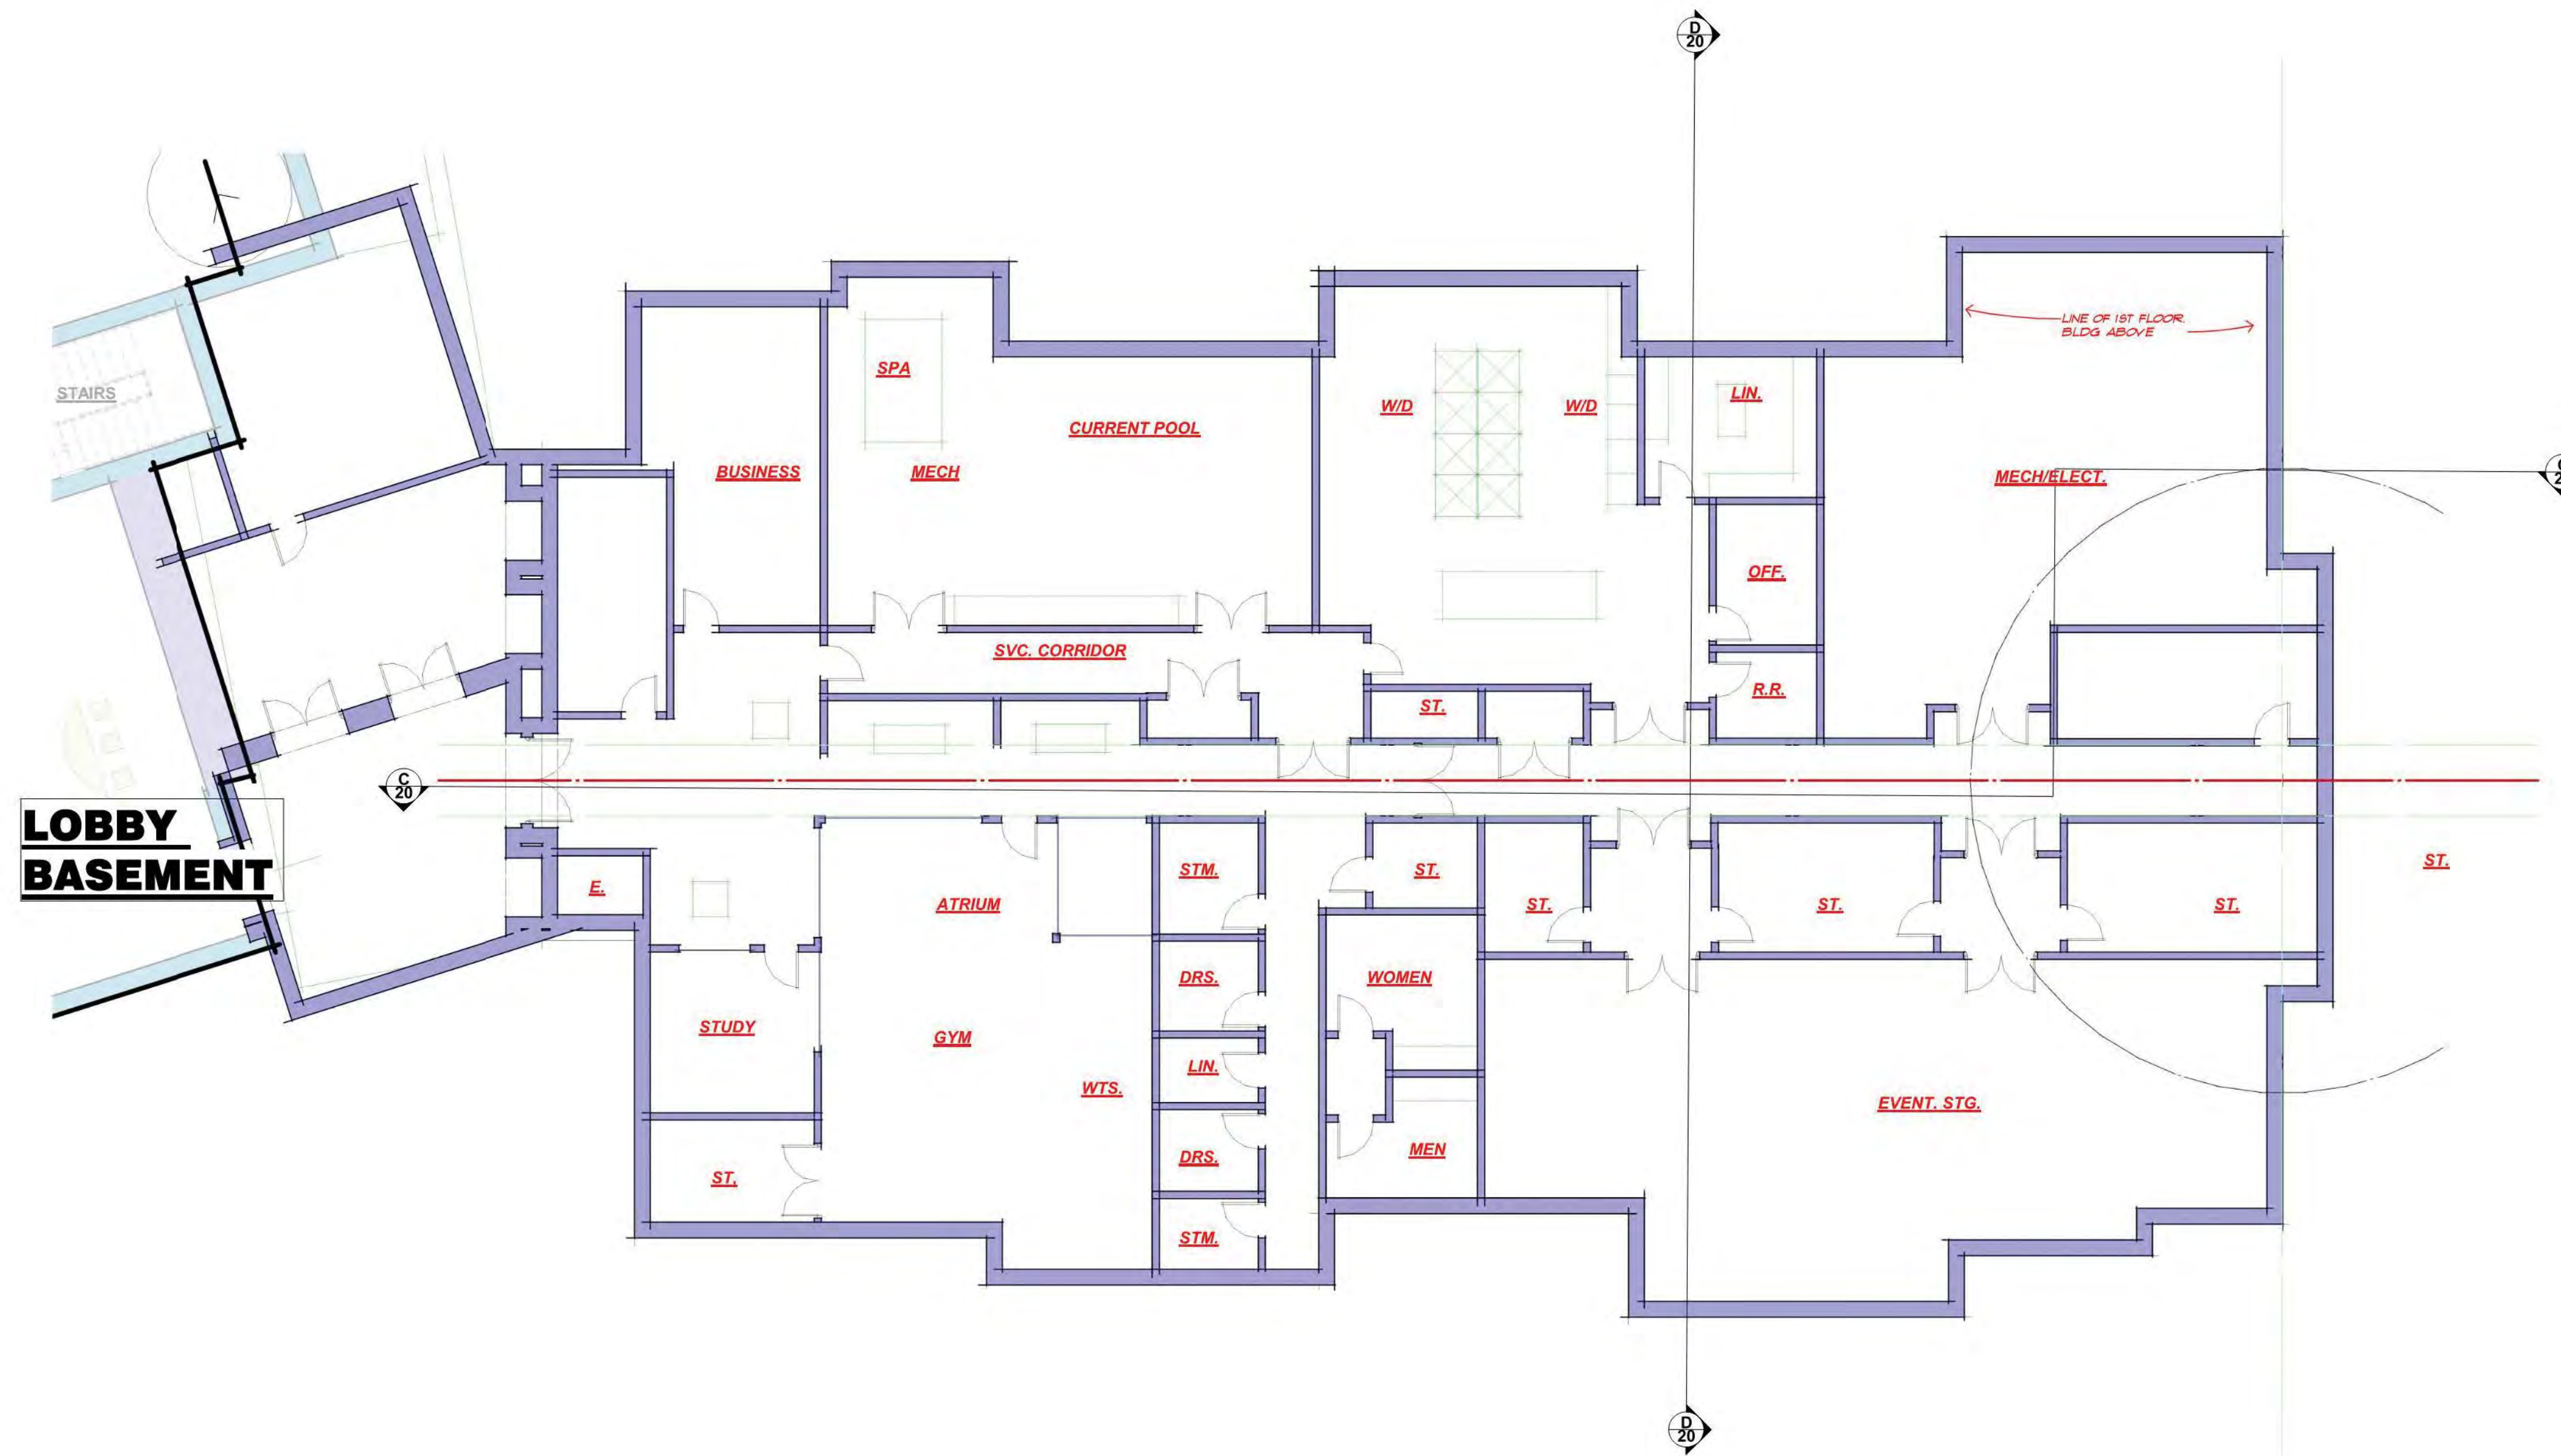 D
20
LINE OF 1ST FLOOR.
BLDG ABOVE
SPA
STAIRS
W/D
W/D
LIN.
CURRENT POOL
BUSINESS
MECH
MECH/ELECT.
OFF.
SVC. CORRIDOR
R.R.
ST.
C
20
LOBBY
BASEMENT
E.
STM.
ST.
ST.
ATRIUM
ST.
ST.
ST.
DRS.
WOMEN
STUDY
GYM
LIN.
WTS.
EVENT. STG.
DRS.
MEN
ST.
STM.
D
20